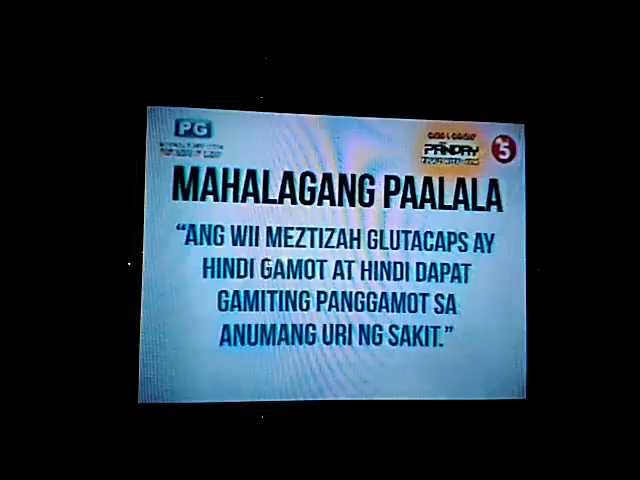 PG
PANDAY
5
MAHALAGANG PAALALA
“ANG WII MEZTIZAH GLUTACAPS AY
HINDI GAMOT AT HINDI DAPAT
GAMITING PANGGAMOT SA
ANUMANG URI NG SAKIT.”